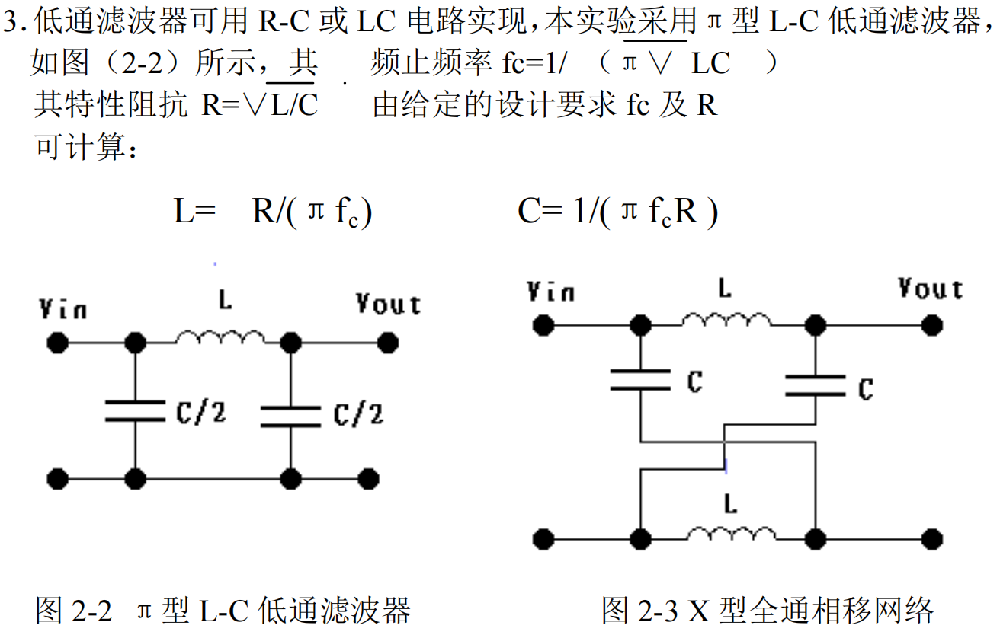 3.低通滤波器可用 R-C 或 LC 电路实现,本实验采用π型 L-C 低通滤波器,
如图（2-2）所示，其 频止频率 fc=1/ （π√ LC ）
其特性阻抗 R=√L/C 由给定的设计要求 fc 及 R
可计算：
L= R/(πfc) C= 1/(πfcR )
Vin L Vout
C/2 C/2
Vin L Vout
C C
L
图 2-2 π型 L-C 低通滤波器
图 2-3 X 型全通相移网络